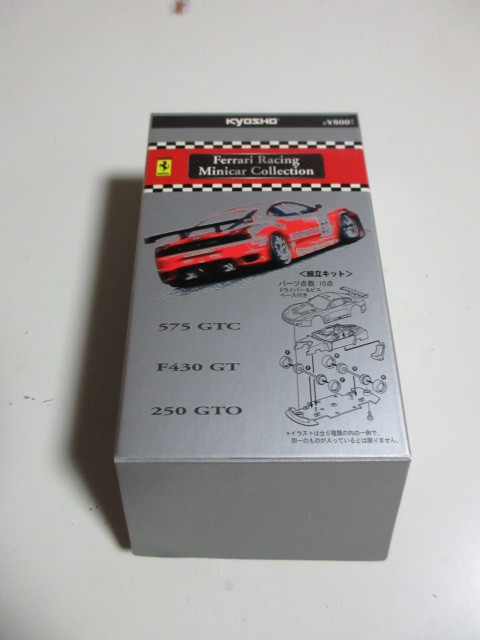 KYOSHO
¥600
Ferrari Racing
Minicar Collection
<組立キット>
パーツ点数:10点
ドライバー&ビス
ベース付き
575 GTC
F430 GT
250 GTO
*イラストは全6種類の内の一例で、
同一のものが入っているとは限りません。